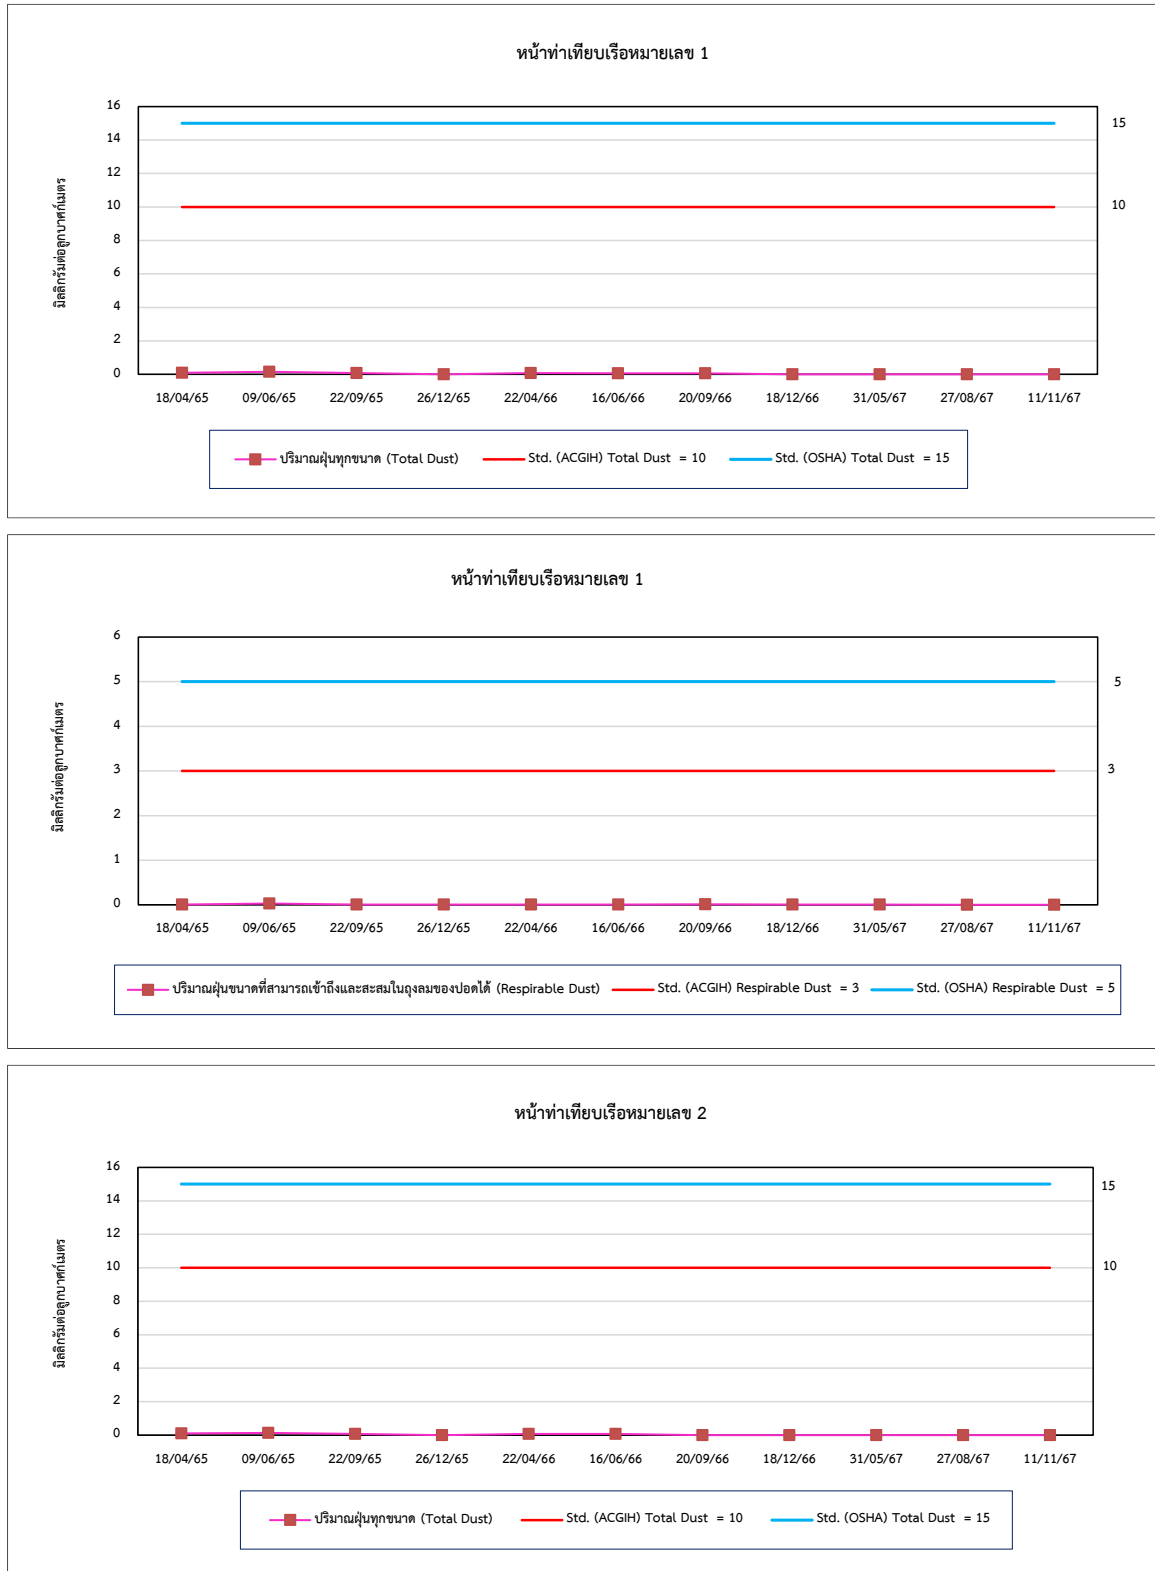 หน้าท่าเทียบเรือหมายเลข 1
มิลลิกรัมต่อลูกบาศก์เมตร
16
14
12
10
8
6
4
2
0
15
10
18/04/65 09/06/65 22/09/65 26/12/65 22/04/66 16/06/66 20/09/66 18/12/66 31/05/67 27/08/67 11/11/67
ปริมาณฝุ่นทุกขนาด (Total Dust) Std. (ACGIH) Total Dust = 10 Std. (OSHA) Total Dust = 15
หน้าท่าเทียบเรือหมายเลข 1
มิลลิกรัมต่อลูกบาศก์เมตร
6
5
4
3
2
1
0
5
3
18/04/65 09/06/65 22/09/65 26/12/65 22/04/66 16/06/66 20/09/66 18/12/66 31/05/67 27/08/67 11/11/67
ปริมาณฝุ่นขนาดที่สามารถเข้าถึงและสะสมในถุงลมของปอดได้ (Respirable Dust) Std. (ACGIH) Respirable Dust = 3 Std. (OSHA) Respirable Dust = 5
หน้าท่าเทียบเรือหมายเลข 2
มิลลิกรัมต่อลูกบาศก์เมตร
16
14
12
10
8
6
4
2
0
15
10
18/04/65 09/06/65 22/09/65 26/12/65 22/04/66 16/06/66 20/09/66 18/12/66 31/05/67 27/08/67 11/11/67
ปริมาณฝุ่นทุกขนาด (Total Dust) Std. (ACGIH) Total Dust = 10 Std. (OSHA) Total Dust = 15